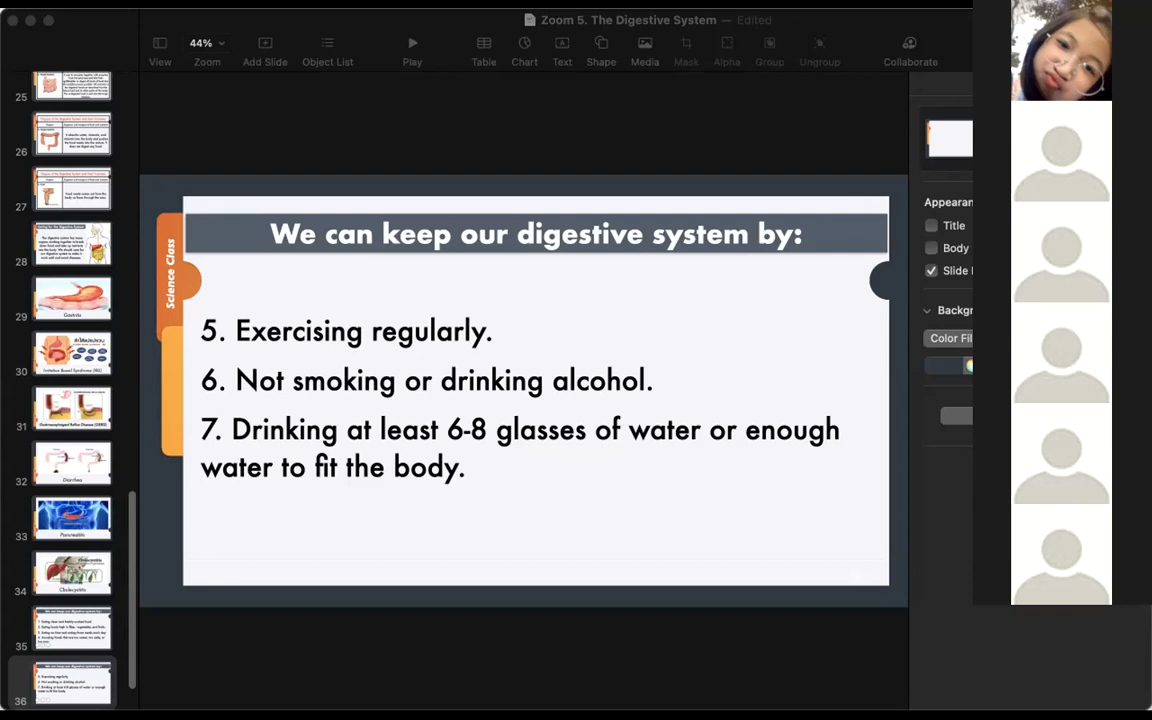 Zoom 5. The Digestive System — Edited
44%
View
Zoom
Add Slide
Object List
Play
Table
Chart
Text
Shape
Media
Mask
Alpha
Group
Ungroup
Collaborate
25
26
27
28
29
Gastritis
30
31
32
Diarrhea
33
Pancreatitis
34
Cholecystitis
35
36
Science Class
We can keep our digestive system by:
5. Exercising regularly.
6. Not smoking or drinking alcohol.
7. Drinking at least 6-8 glasses of water or enough
water to fit the body.
Appearan
Title
Body
Slide
Backgr
Color Fil